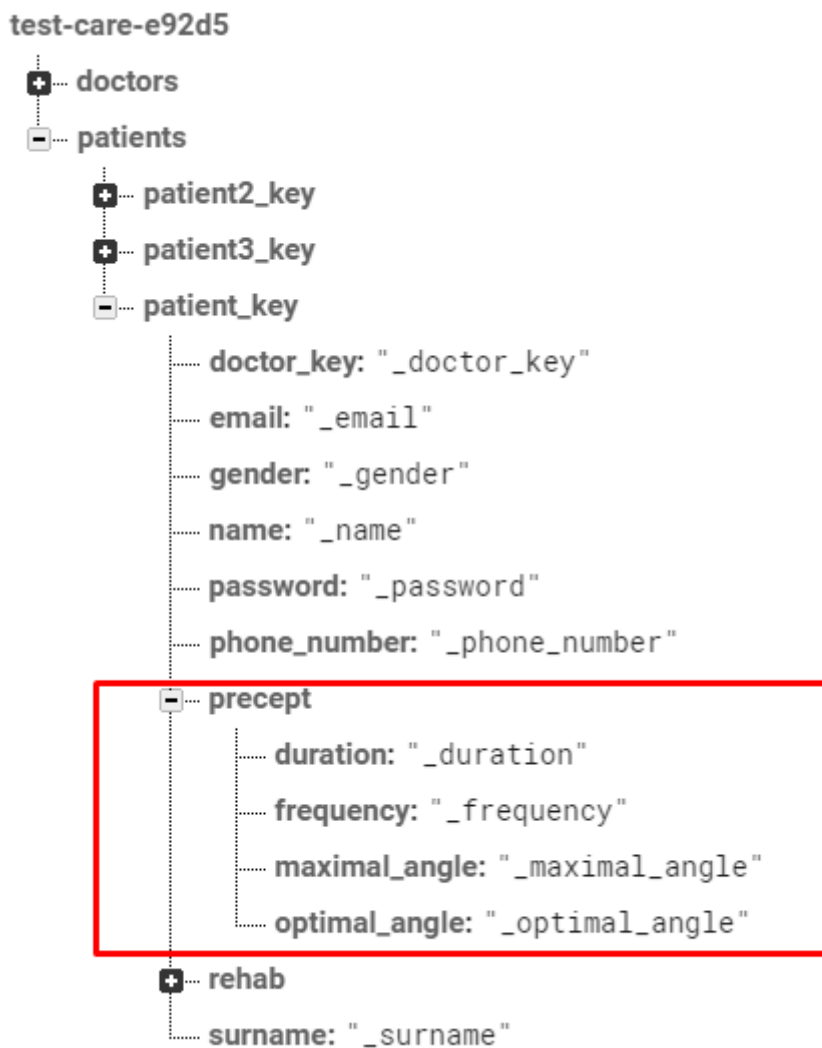 test-care-e92d5
doctors
patients
patient2_key
patient3_key
patient_key
doctor_key: "_doctor_key"
email: "_email"
gender: "_gender"
name: "_name"
password: "_password"
phone_number: "_phone_number"
precept
duration: "_duration"
frequency: "_frequency"
maximal_angle: "_maximal_angle"
optimal_angle: "_optimal_angle"
rehab
surname: "_surname"